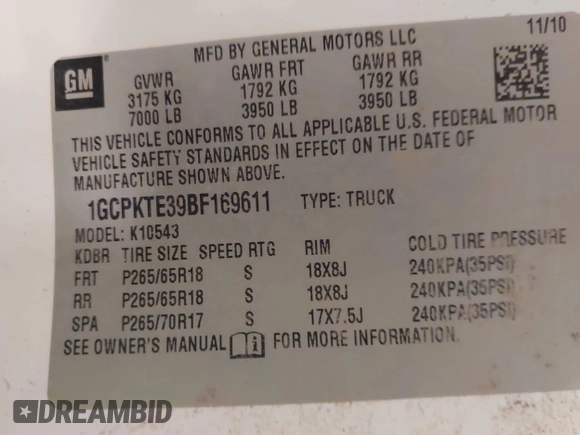 11/10
MFD BY GENERAL MOTORS LLC
GM
GVWR GAWR FRT GAWR RR
3175 KG 1792 KG 1792 KG
7000 LB 3950 LB 3950 LB
THIS VEHICLE CONFORMS TO ALL APPLICABLE U.S. FEDERAL MOTOR
VEHICLE SAFETY STANDARDS IN EFFECT ON THE DATE OF
MANUFACTURE SHOWN ABOVE.
1GCPKTE39BF169611 TYPE: TRUCK
MODEL: K10543
KDBR TIRE SIZE SPEED RTG RIM COLD TIRE PRESSURE
FRT P265/65R18 S 18X8J 240KPA(35PSI)
RR P265/65R18 S 18X8J 240KPA(35PSI)
SPA P265/70R17 S 17X7.5J 240KPA(35PSI)
SEE OWNER'S MANUAL FOR MORE INFORMATION.
DREAMBID